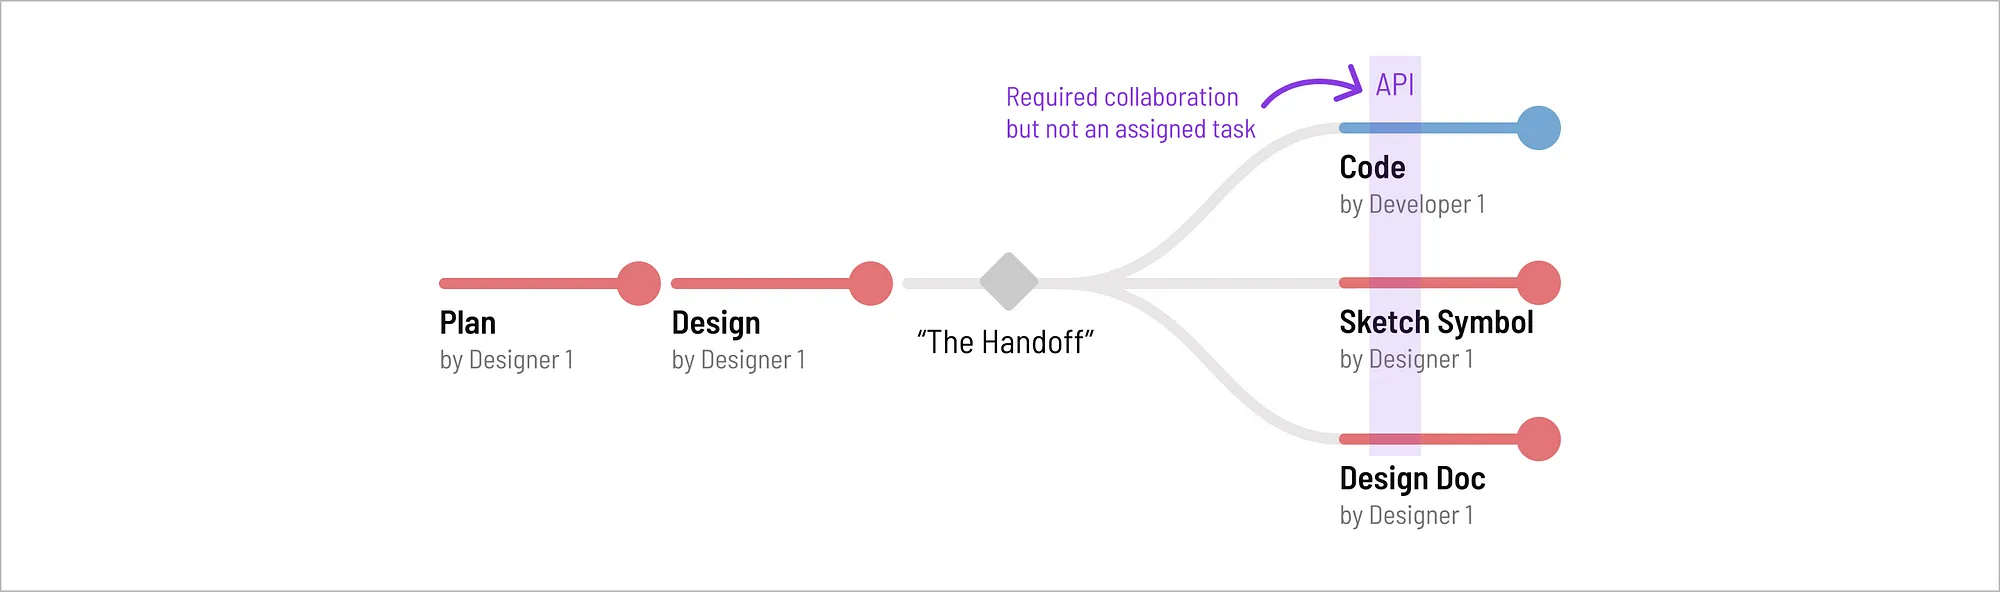 Required collaboration
but not an assigned task
API
Code
by Developer 1
Plan
by Designer 1
Design
by Designer 1
“The Handoff”
Sketch Symbol
by Designer 1
Design Doc
by Designer 1